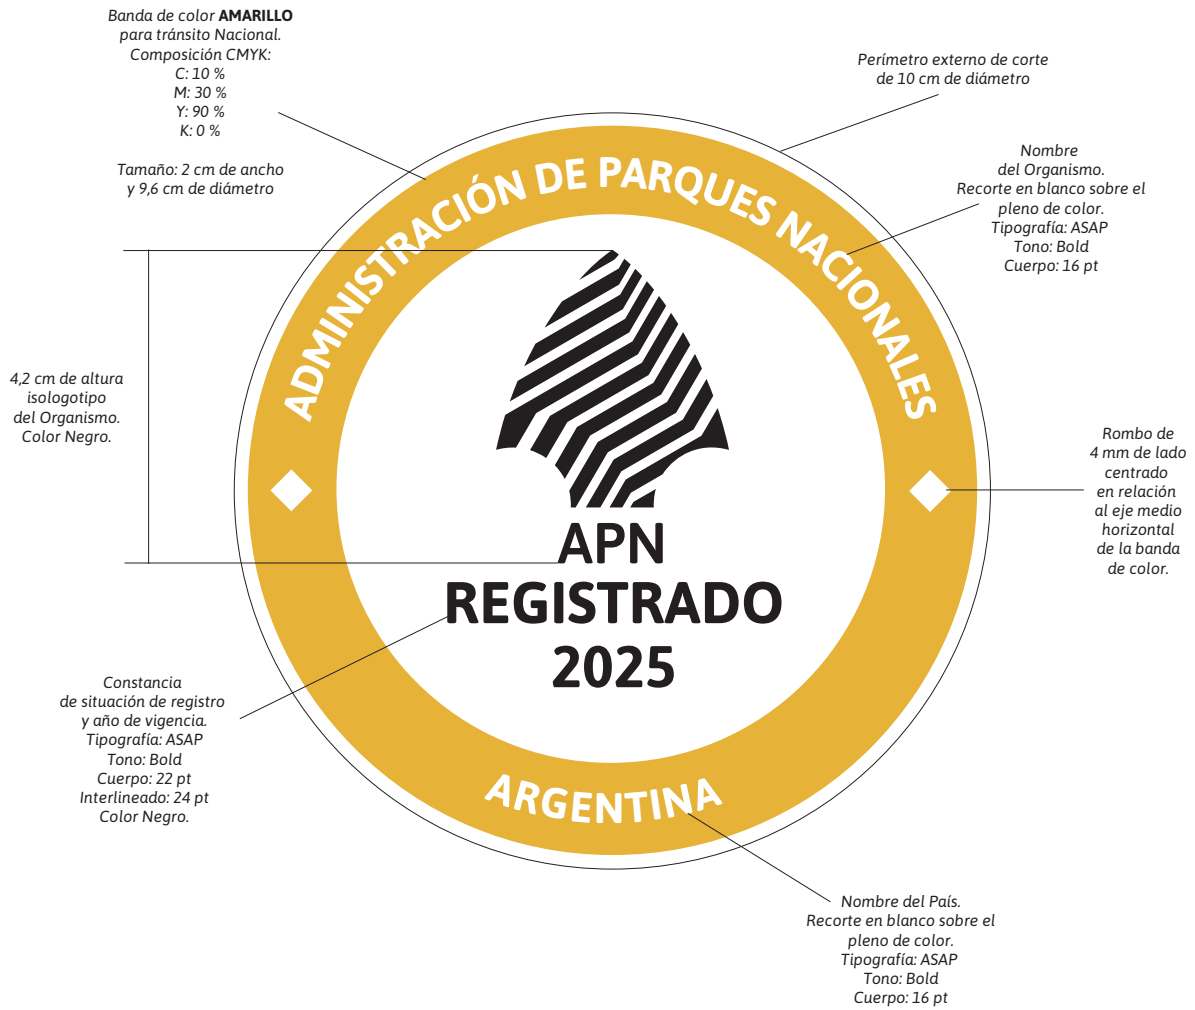 Banda de color AMARILLO
para tránsito Nacional.
Composición CMYK:
C: 10 %
M: 30 %
Y: 90 %
K: 0 %
Tamaño: 2 cm de ancho
y 9,6 cm de diámetro
Perímetro externo de corte
de 10 cm de diámetro
Nombre
del Organismo.
Recorte en blanco sobre el
pleno de color.
Tipografía: ASAP
Tono: Bold
Cuerpo: 16 pt
ADMINISTRACIÓN DE PARQUES NACIONALES
4,2 cm de altura
isologotipo
del Organismo.
Color Negro.
Rombo de
4 mm de lado
centrado
en relación
al eje medio
horizontal
de la banda
de color.
APN
REGISTRADO
2025
Constancia
de situación de registro
y año de vigencia.
Tipografía: ASAP
Tono: Bold
Cuerpo: 22 pt
Interlineado: 24 pt
Color Negro.
ARGENTINA
Nombre del País.
Recorte en blanco sobre el
pleno de color.
Tipografía: ASAP
Tono: Bold
Cuerpo: 16 pt